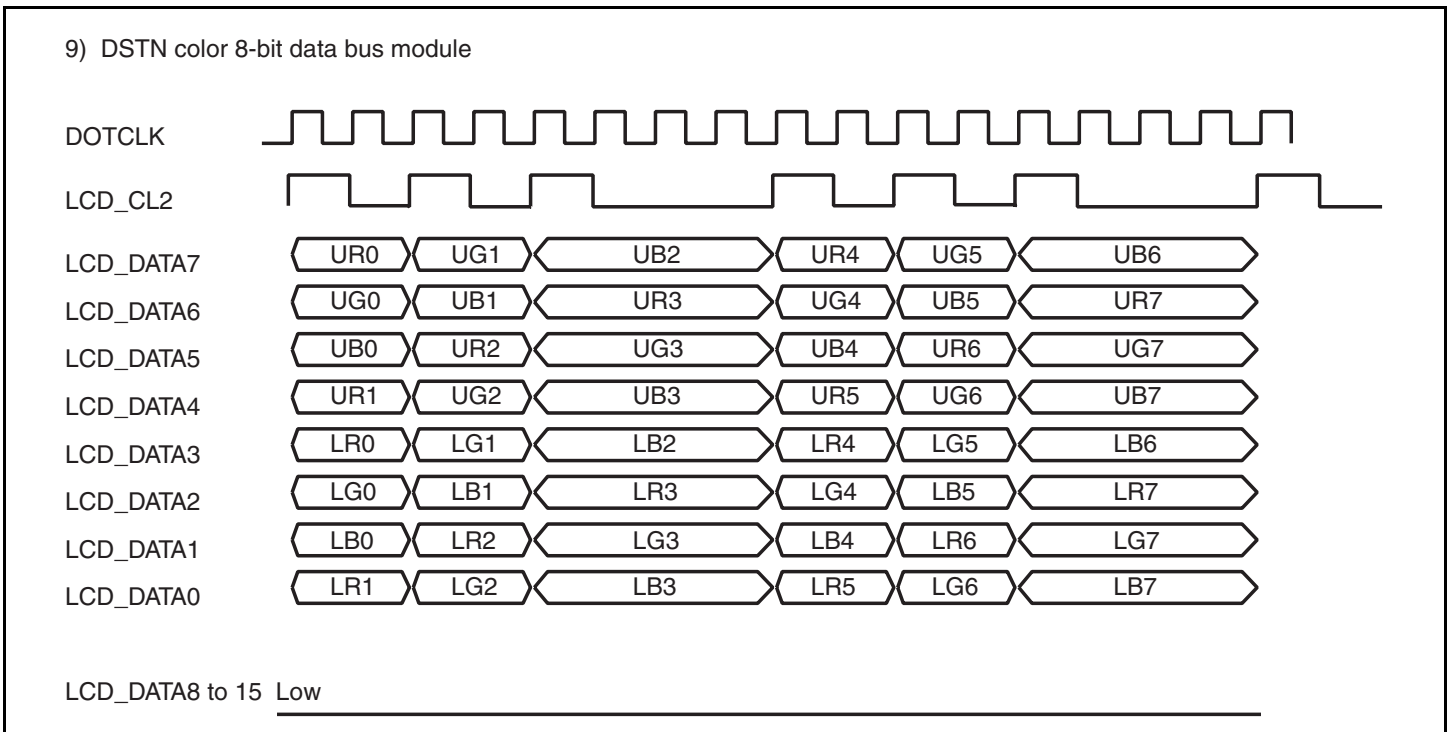 9) DSTN color 8-bit data bus module
DOTCLK
LCD_CL2
LCD_DATA7 UR0 UG1 UB2 UR4 UG5 UB6
LCD_DATA6 UG0 UB1 UR3 UG4 UB5 UR7
LCD_DATA5 UB0 UR2 UG3 UB4 UR6 UG7
LCD_DATA4 UR1 UG2 UB3 UR5 UG6 UB7
LCD_DATA3 LR0 LG1 LB2 LR4 LG5 LB6
LCD_DATA2 LG0 LB1 LR3 LG4 LB5 LR7
LCD_DATA1 LB0 LR2 LG3 LB4 LR6 LG7
LCD_DATA0 LR1 LG2 LB3 LR5 LG6 LB7
LCD_DATA8 to 15 Low